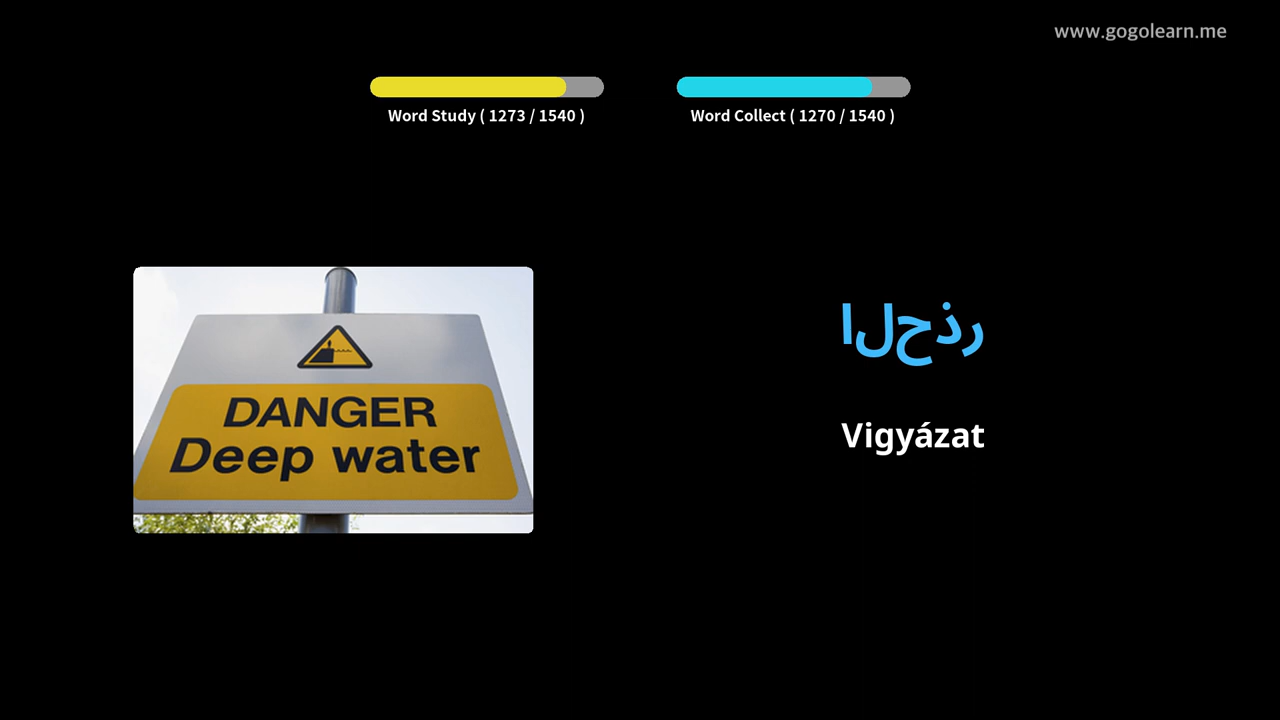 www.gogolearn.me
Word Study ( 1273 / 1540 )
Word Collect ( 1270 / 1540 )
DANGER
Deep water
الحذر
Vigyázat